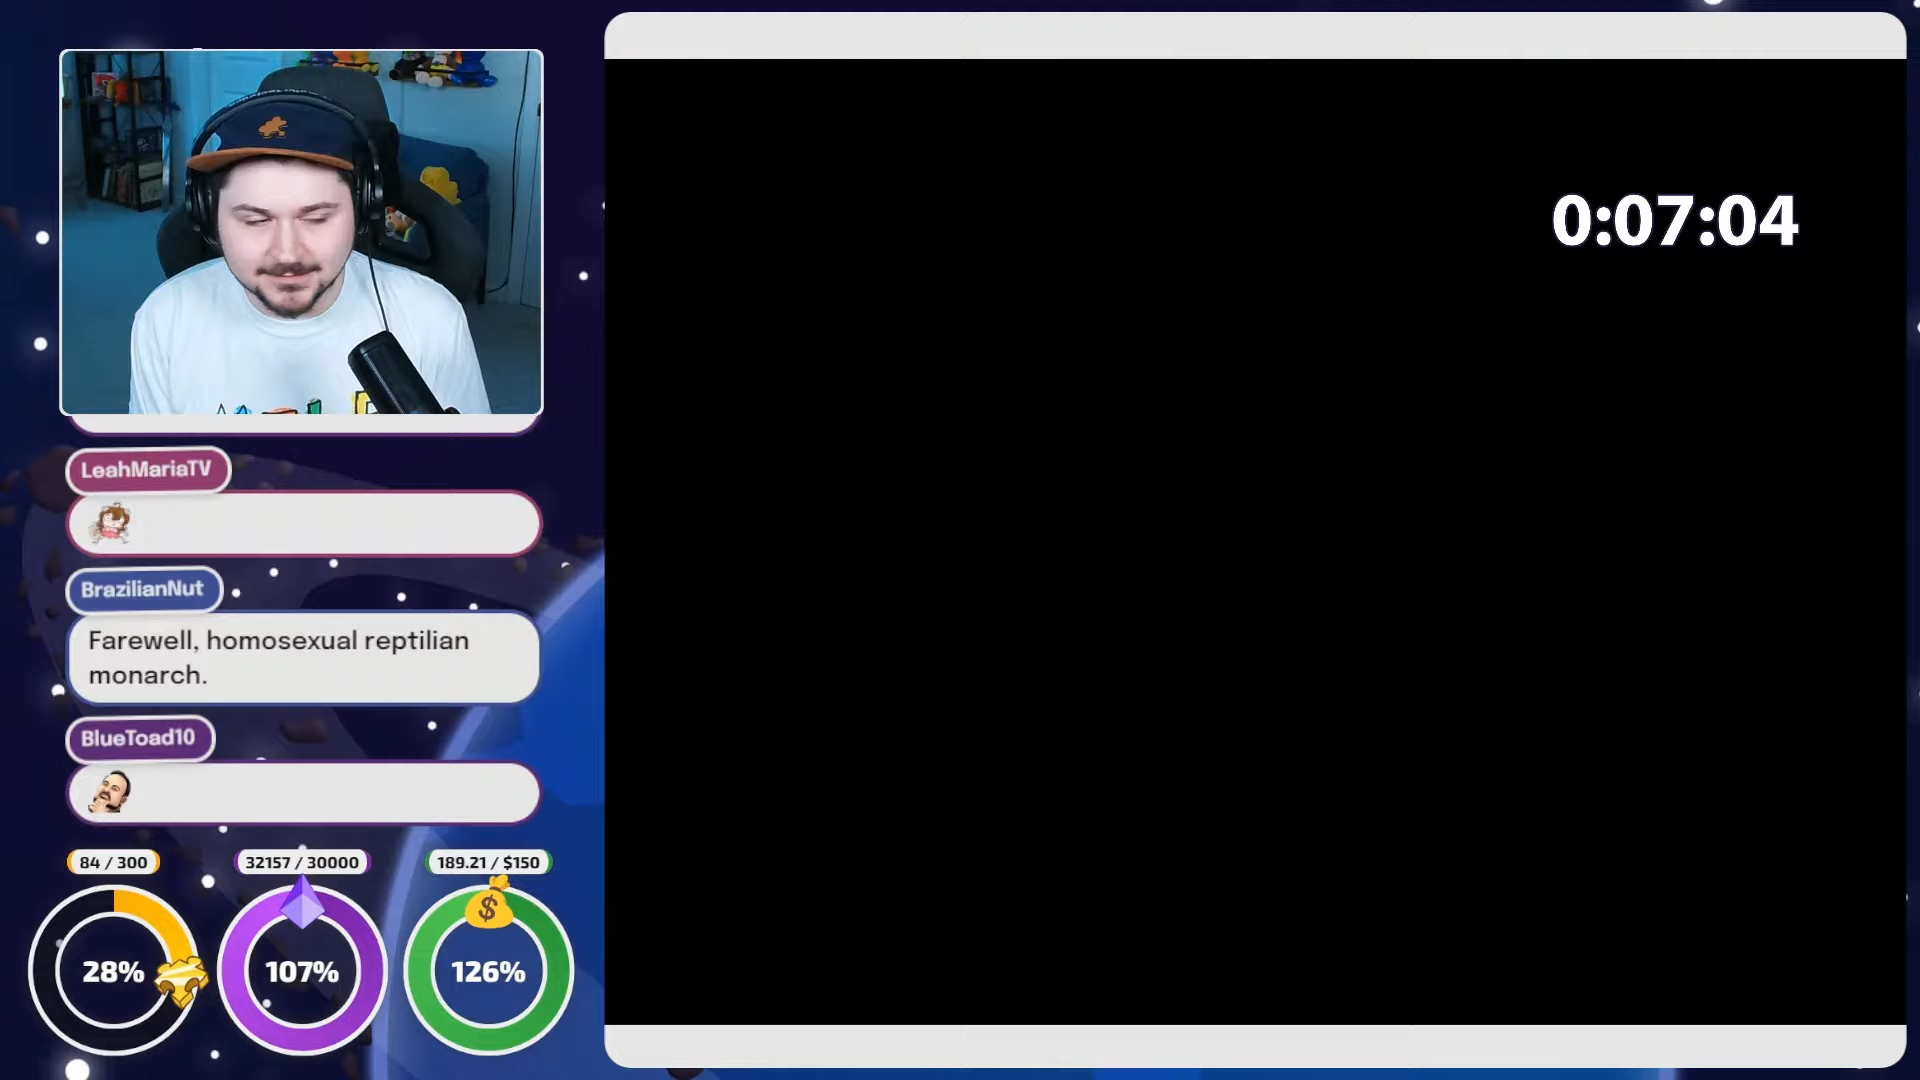 0:07:04
LeahMariaTV
BrazilianNut
Farewell, homosexual reptilian
monarch.
BlueToad10
84 / 300
32157 / 30000
189.21 / $150
28%
107%
126%